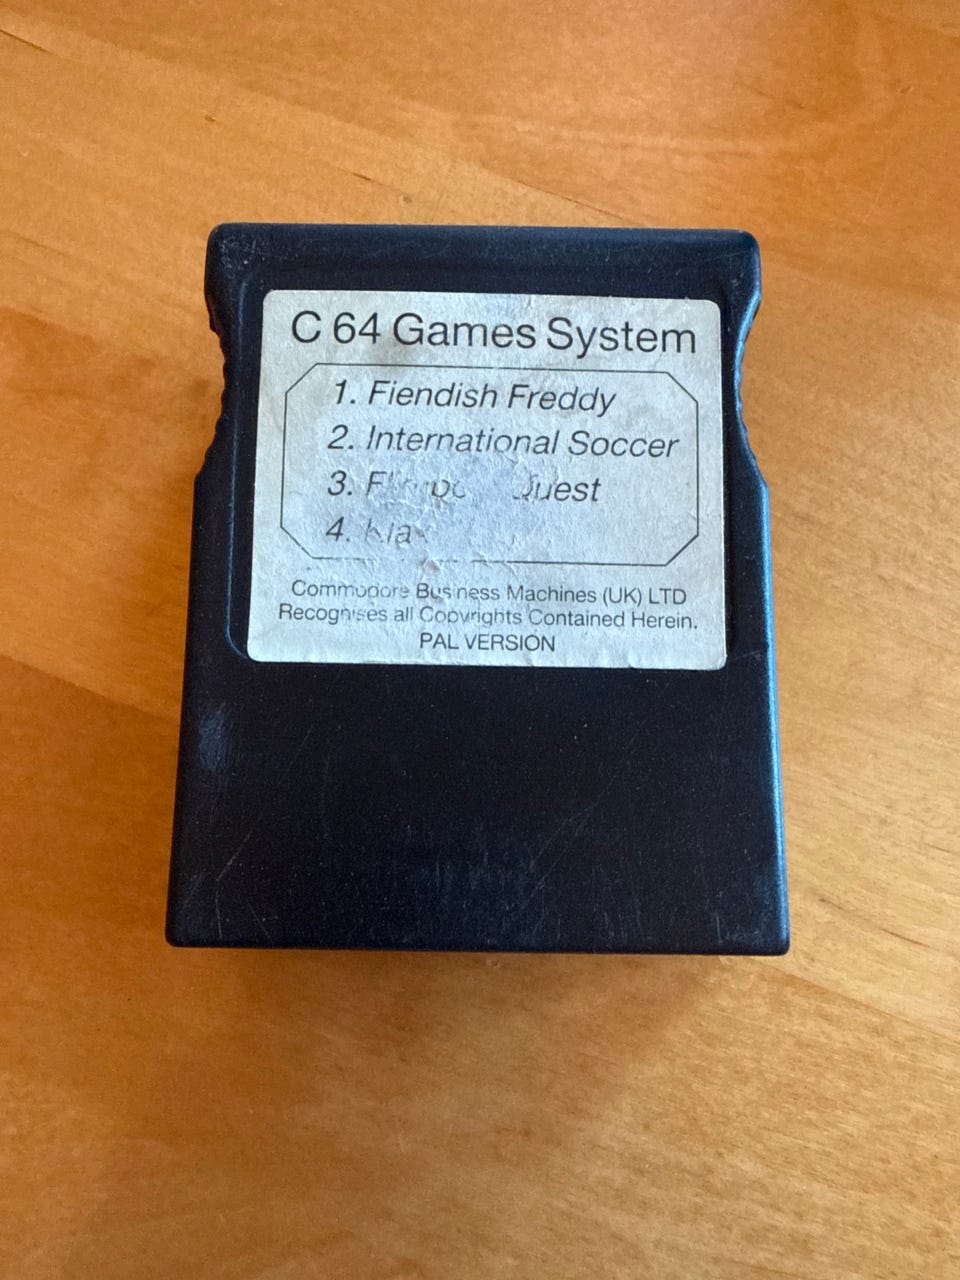 C 64 Games System
1. Fiendish Freddy
2. International Soccer
3. Quest
4.
Commodore Business Machines (UK) LTD
Recognises all Copyrights Contained Herein.
PAL VERSION